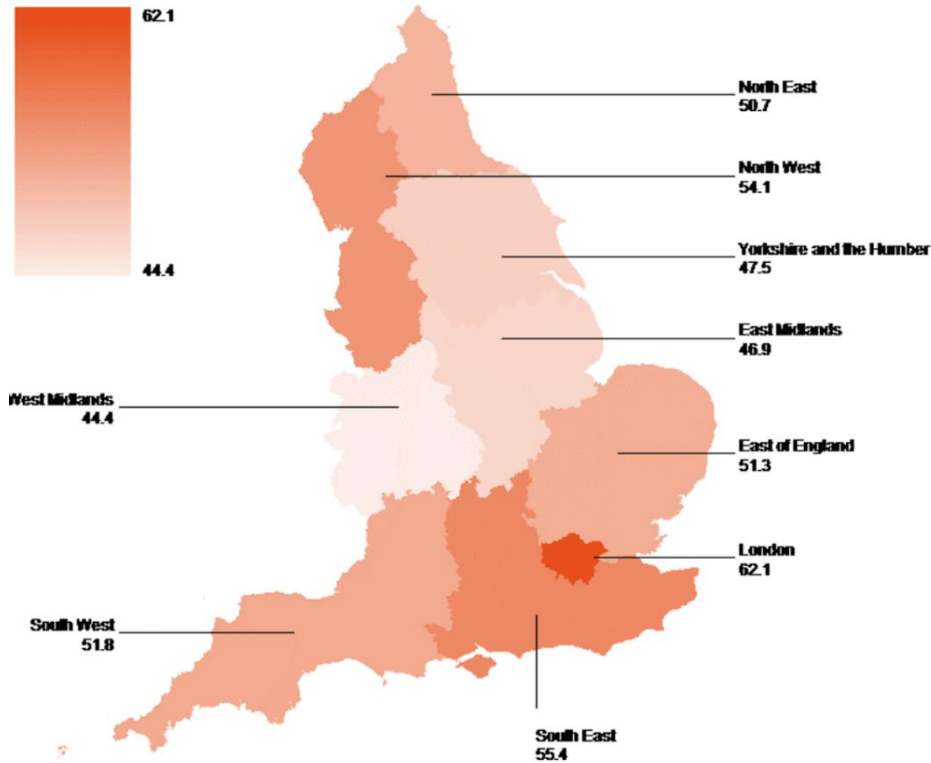 62.1
44.4
North East
50.7
North West
54.1
Yorkshire and the Humber
47.5
East Midlands
46.9
West Midlands
44.4
East of England
51.3
London
62.1
South West
51.8
South East
55.4